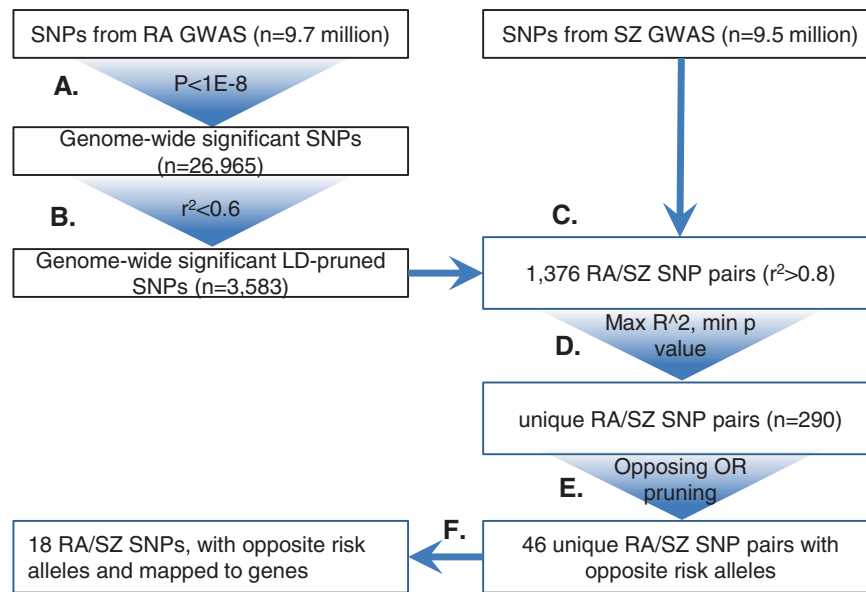 SNPs from RA GWAS (n=9.7 million)
SNPs from SZ GWAS (n=9.5 million)
A.
P<1E-8
Genome-wide significant SNPs
(n=26,965)
B.
r²<0.6
C.
Genome-wide significant LD-pruned
SNPs (n=3,583)
1,376 RA/SZ SNP pairs (r²>0.8)
D.
Max R^2, min p
value
unique RA/SZ SNP pairs (n=290)
E.
Opposing OR
pruning
F.
18 RA/SZ SNPs, with opposite risk
alleles and mapped to genes
46 unique RA/SZ SNP pairs with
opposite risk alleles